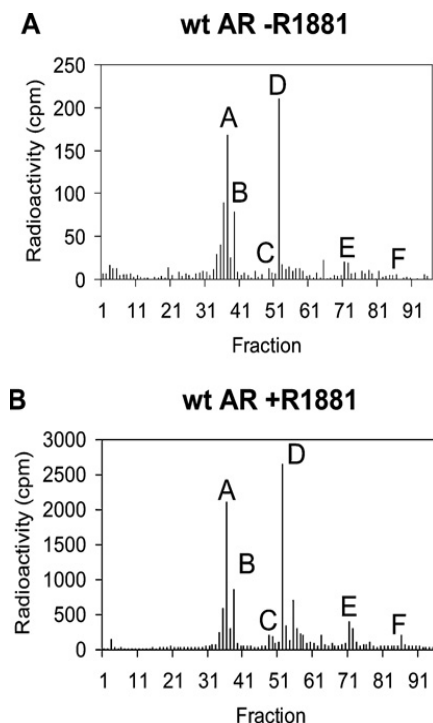 A wt AR -R1881
250
200
150
100
50
0
Radioactivity (cpm)
A
B
C
D
E
F
1 11 21 31 41 51 61 71 81 91
Fraction
B wt AR +R1881
3000
2500
2000
1500
1000
500
0
Radioactivity (cpm)
A
B
C
D
E
F
1 11 21 31 41 51 61 71 81 91
Fraction